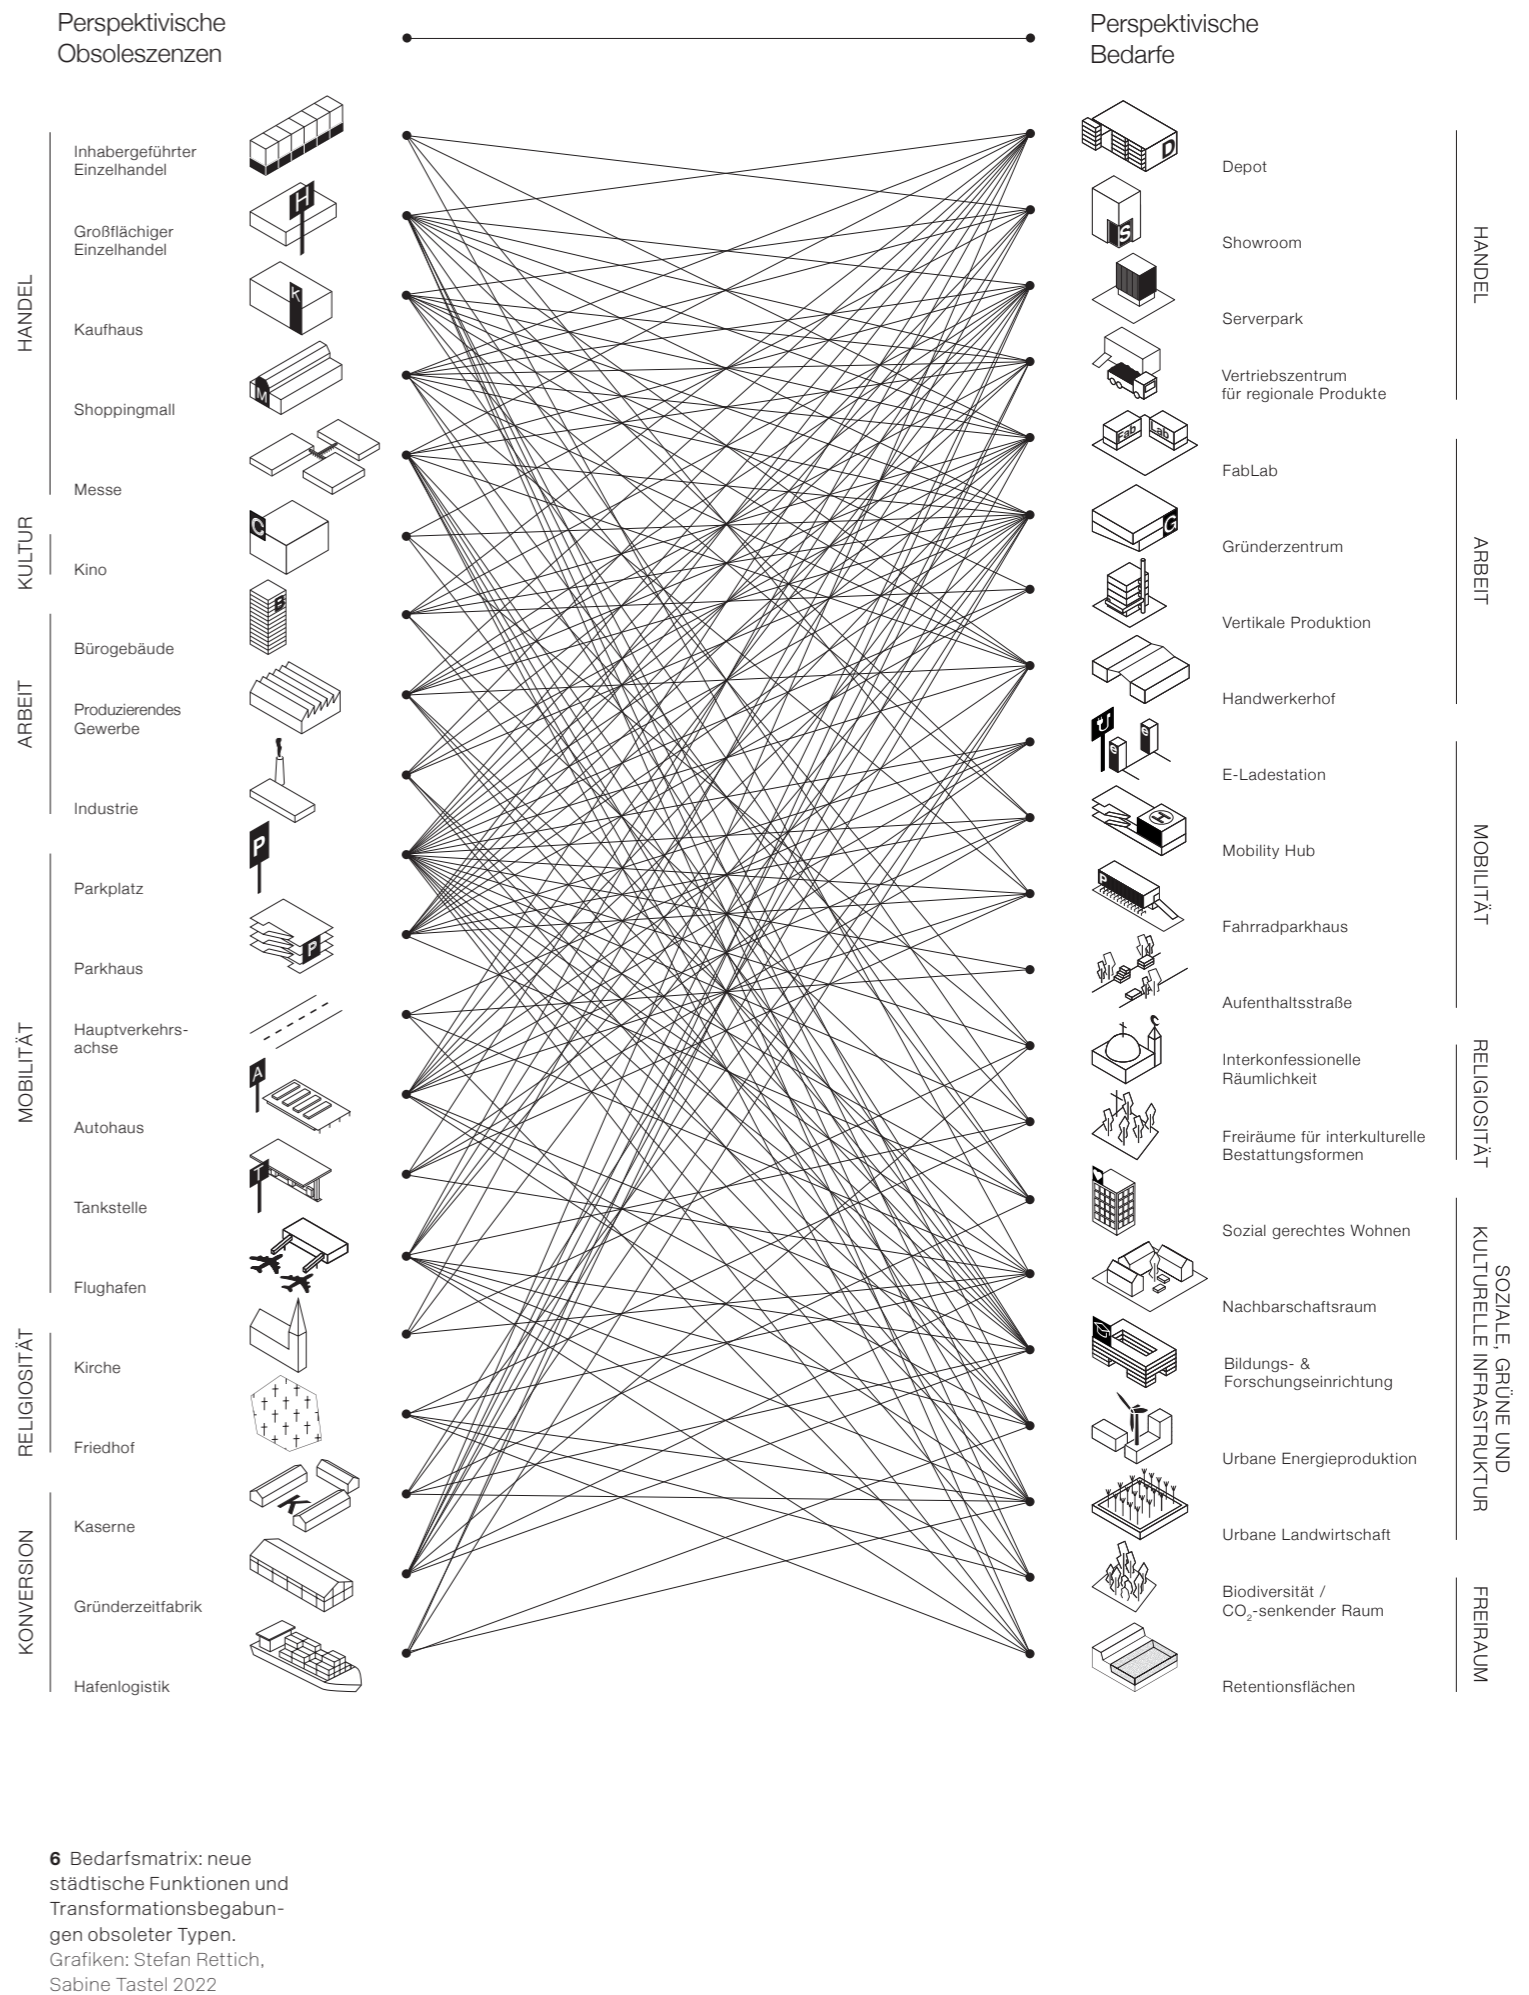 Perspektivische
Obsoleszenzen
Perspektivische
Bedarfe
HANDEL
Inhabergeführter
Einzelhandel
H
Großflächiger
Einzelhandel
K
Kaufhaus
M
Shoppingmall
Messe
KULTUR
C
Kino
ARBEIT
B
Bürogebäude
Produzierendes
Gewerbe
Industrie
MOBILITÄT
P
Parkplatz
P
Parkhaus
Hauptverkehrs-
achse
A
Autohaus
T
Tankstelle
Flughafen
RELIGIOSITÄT
Kirche
Friedhof
KONVERSION
K
Kaserne
Gründerzeitfabrik
Hafenlogistik
HANDEL
D
Depot
S
Showroom
Serverpark
Vertriebszentrum
für regionale Produkte
ARBEIT
Fab Lab
FabLab
G
Gründerzentrum
Vertikale Produktion
Handwerkerhof
MOBILITÄT
e e
E-Ladestation
H
Mobility Hub
P
Fahrradparkhaus
Aufenthaltsstraße
RELIGIOSITÄT
Interkonfessionelle
Räumlichkeit
Freiräume für interkulturelle
Bestattungsformen
SOZIALE, GRÜNE UND
KULTURELLE INFRASTRUKTUR
Sozial gerechtes Wohnen
Nachbarschaftsraum
Bildungs- &
Forschungseinrichtung
Urbane Energieproduktion
Urbane Landwirtschaft
FREIRAUM
Biodiversität /
CO₂-senkender Raum
Retentionsflächen
6 Bedarfsmatrix: neue
städtische Funktionen und
Transformationsbegabun-
gen obsoleter Typen.
Grafiken: Stefan Rettich,
Sabine Tastel 2022